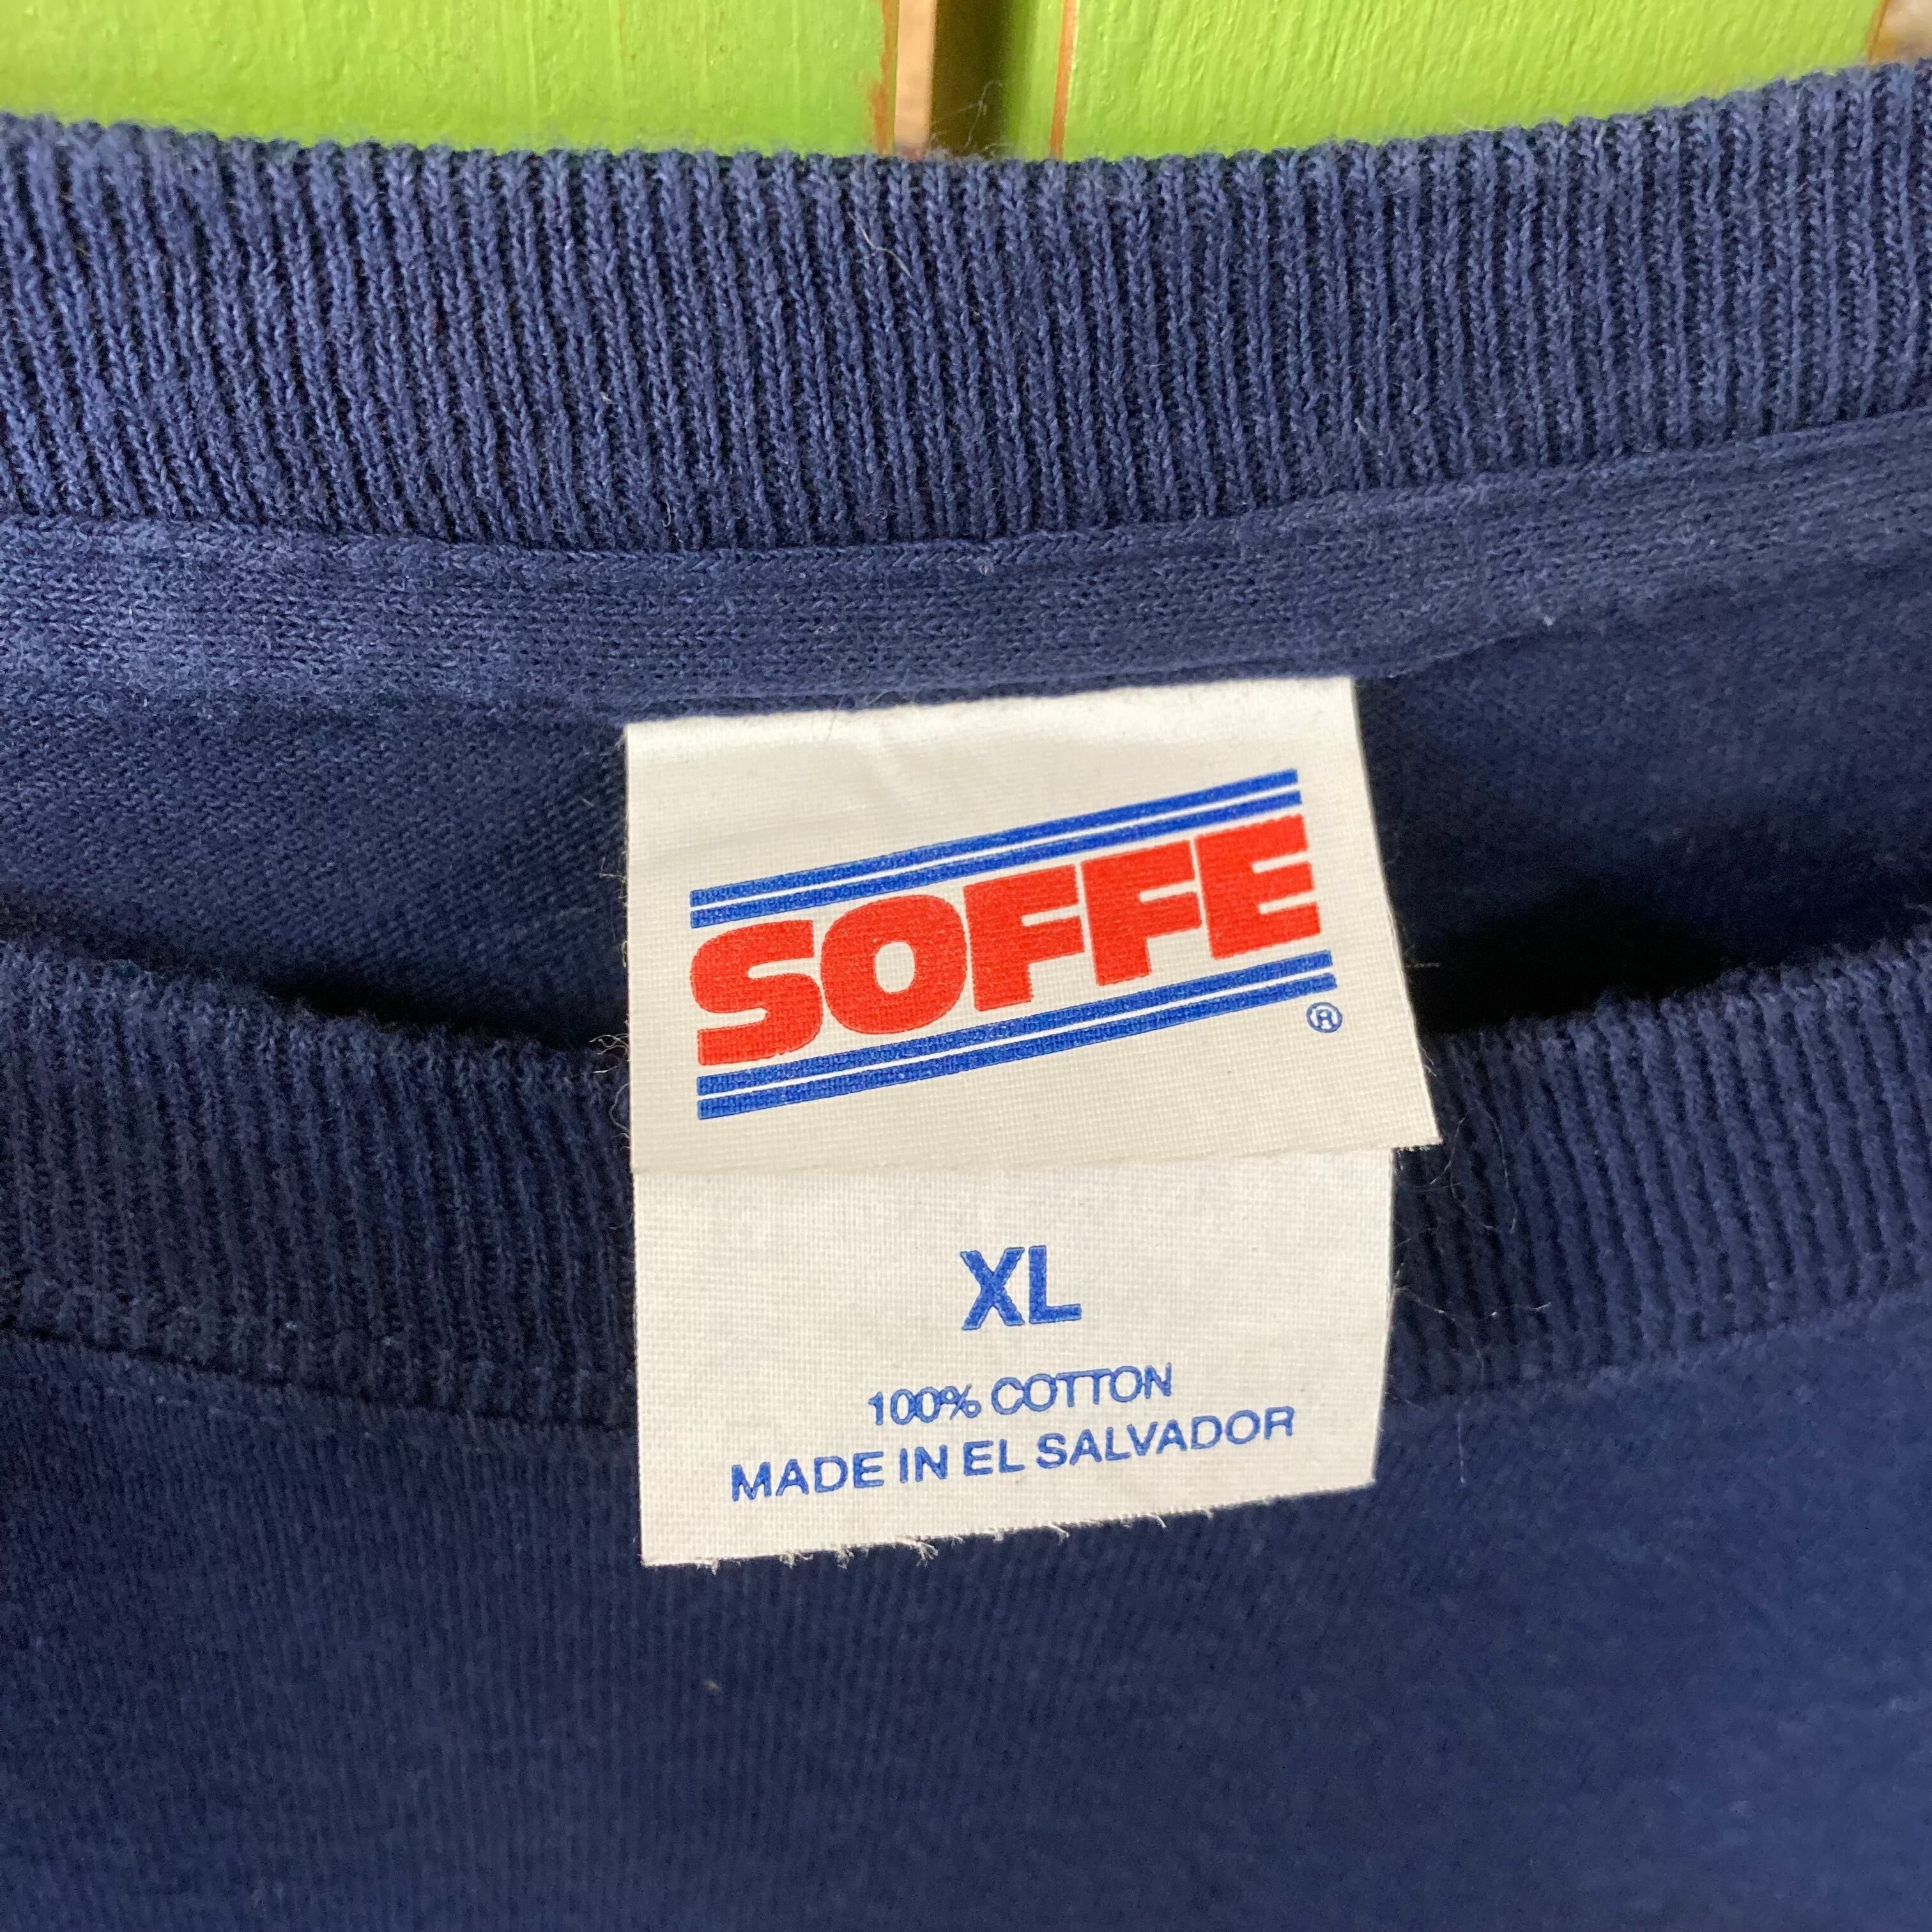 SOFFE
®
XL
100% COTTON
MADE IN EL SALVADOR